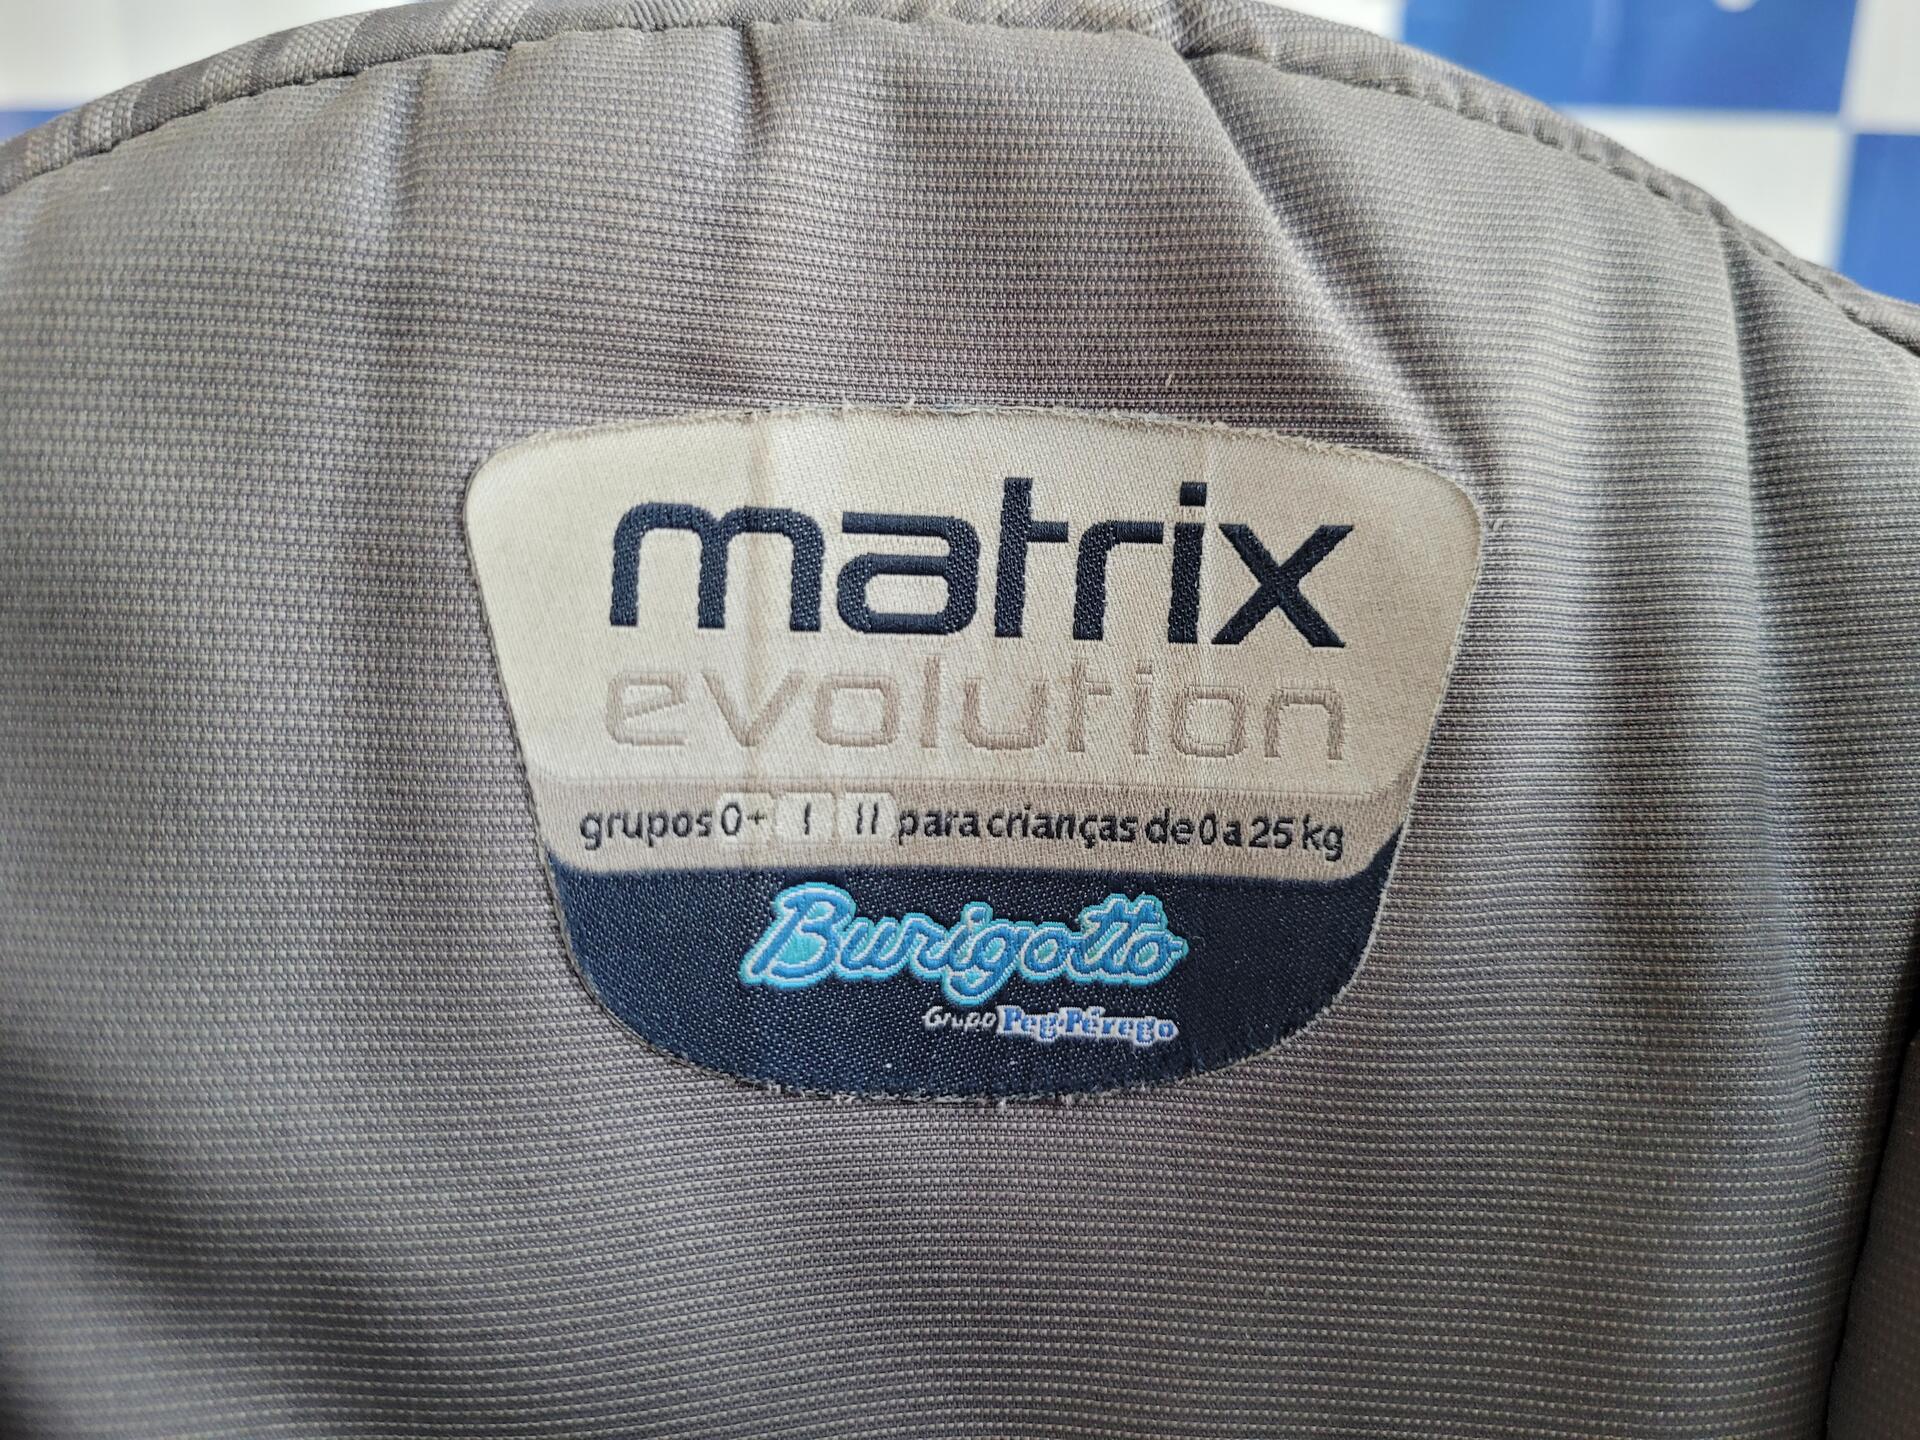 matrix
evolution
grupos 0+ I II para crianças de 0 a 25 kg
Burigotto
Grupo Peg-Pérego